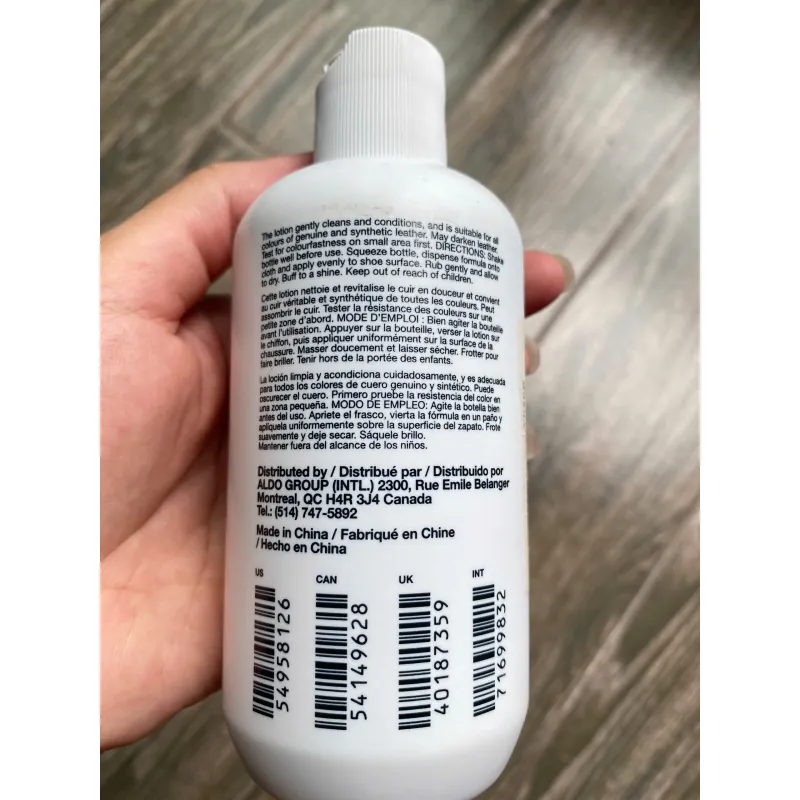 The lotion gently cleans and conditions, and is suitable for all
colours of genuine and synthetic leather. May darken leather.
Test for colourfastness on small area first. DIRECTIONS: Shake
bottle well before use. Squeeze bottle, dispense formula onto
cloth and apply evenly to shoe surface. Rub gently and allow
to dry. Buff to a shine. Keep out of reach of children.
Cette lotion nettoie et revitalise le cuir en douceur et convient
au cuir véritable et synthétique de toutes les couleurs. Peut
assombrir le cuir. Tester la résistance des couleurs sur une
petite zone d'abord. MODE D'EMPLOI : Bien agiter la bouteille
avant l'utilisation. Appuyer sur la bouteille, verser la lotion sur
le chiffon, puis appliquer uniformément sur la surface de la
chaussure. Masser doucement et laisser sécher. Frotter pour
faire briller. Tenir hors de la portée des enfants.
La loción limpia y acondiciona cuidadosamente, y es adecuada
para todos los colores de cuero genuino y sintético. Puede
oscurecer el cuero. Primero pruebe la resistencia del color en
una zona pequeña. MODO DE EMPLEO: Agite la botella bien
antes del uso. Apriete el frasco, vierta la fórmula en un paño y
aplíquela uniformemente sobre la superficie del zapato. Frote
suavemente y deje secar. Sáquele brillo.
Mantener fuera del alcance de los niños.
Distributed by / Distribué par / Distribuido por
ALDO GROUP (INTL.) 2300, Rue Emile Belanger
Montreal, QC H4R 3J4 Canada
Tel.: (514) 747-5892
Made in China / Fabriqué en Chine
/ Hecho en China
US
CAN
UK
INT
54958126
54149628
40187359
71699832